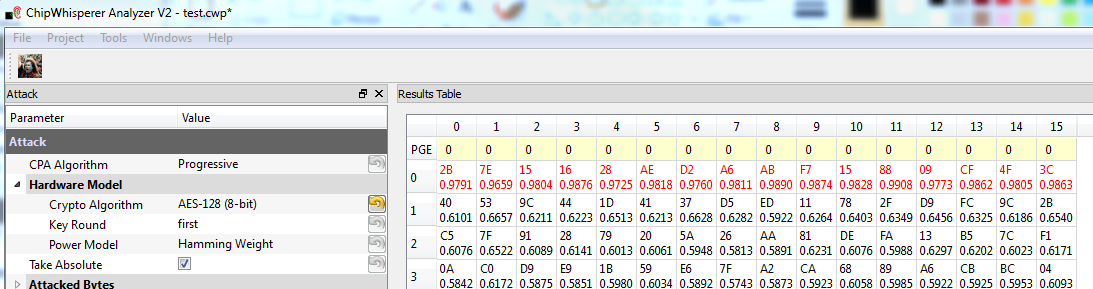 ChipWhisperer Analyzer V2 - test.cwp*
File Project Tools Windows Help
Attack
Results Table
Parameter Value
Attack
CPA Algorithm Progressive
Hardware Model
Crypto Algorithm AES-128 (8-bit)
Key Round first
Power Model Hamming Weight
Take Absolute
Attacked Bytes
0 1 2 3 4 5 6 7 8 9 10 11 12 13 14 15
PGE 0 0 0 0 0 0 0 0 0 0 0 0 0 0 0 0
0 2B 7E 15 16 28 AE D2 A6 AB F7 15 88 09 CF 4F 3C
0.9791 0.9659 0.9804 0.9876 0.9725 0.9818 0.9760 0.9811 0.9890 0.9874 0.9828 0.9908 0.9773 0.9862 0.9805 0.9863
1 40 53 9C 44 1D 41 37 D5 ED 11 78 2F D9 FC 9C 2B
0.6101 0.6657 0.6211 0.6223 0.6513 0.6213 0.6628 0.6282 0.5922 0.6264 0.6403 0.6349 0.6456 0.6325 0.6186 0.6540
2 C5 7F 91 28 79 20 5A 26 AA 81 DE FA 13 B5 7C F1
0.6076 0.6522 0.6089 0.6141 0.6013 0.6061 0.5948 0.5813 0.5891 0.6231 0.6076 0.5988 0.6297 0.6202 0.6023 0.6171
3 0A C0 D9 E9 1B 59 E6 7F A2 CA 68 89 A6 CB BC 04
0.5842 0.6172 0.5875 0.5851 0.5980 0.6034 0.5892 0.5743 0.5873 0.5923 0.6058 0.5985 0.5992 0.5915 0.5953 0.6093